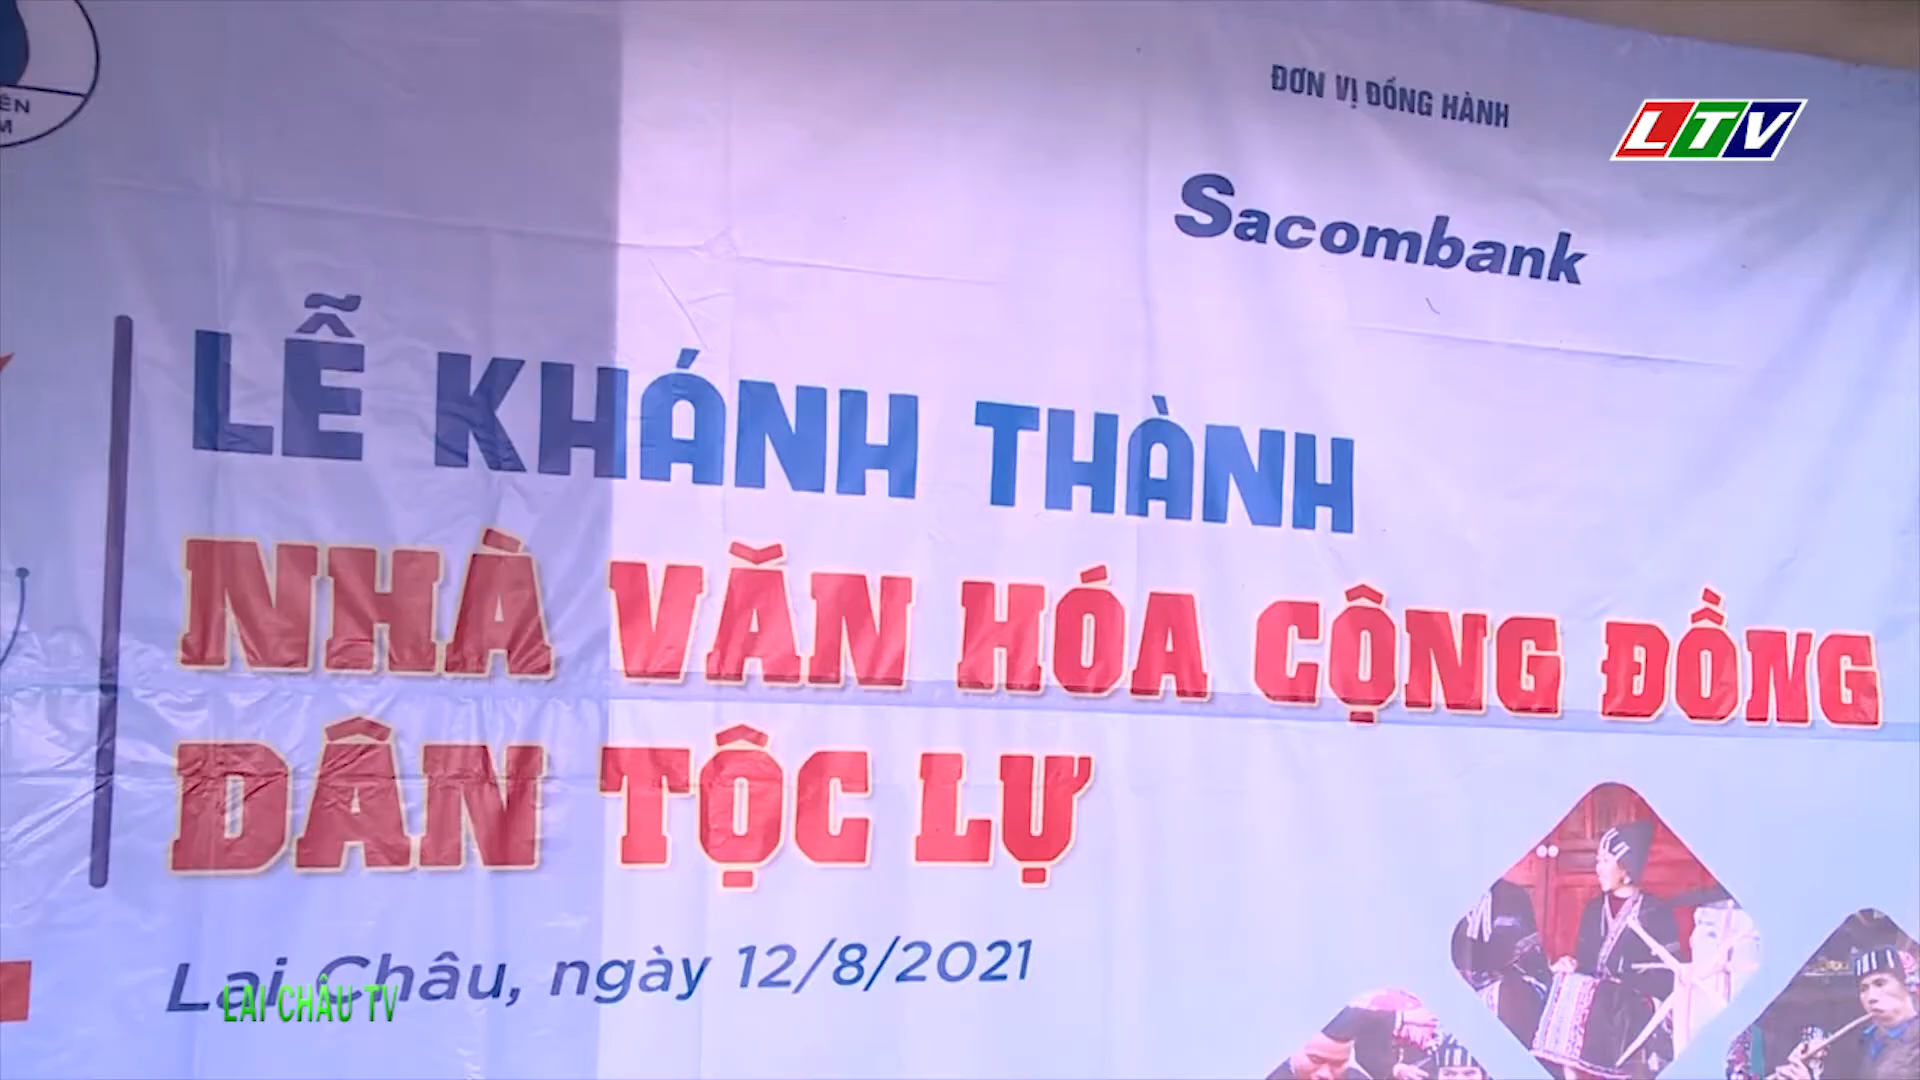 ĐƠN VỊ ĐỒNG HÀNH
LTV
Sacombank
LỄ KHÁNH THÀNH
NHÀ VĂN HÓA CỘNG ĐỒNG
DÂN TỘC LỰ
Lai Châu, ngày 12/8/2021
LAI CHÂU TV